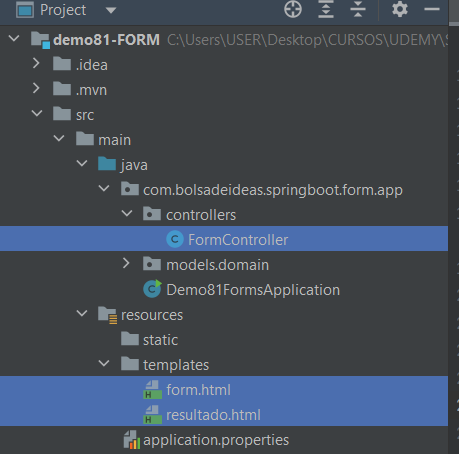 Project
demo81-FORM C:\Users\USER\Desktop\CURSOS\UDEMY\S
.idea
.mvn
src
main
java
com.bolsadeideas.springboot.form.app
controllers
FormController
models.domain
Demo81FormsApplication
resources
static
templates
form.html
resultado.html
application.properties